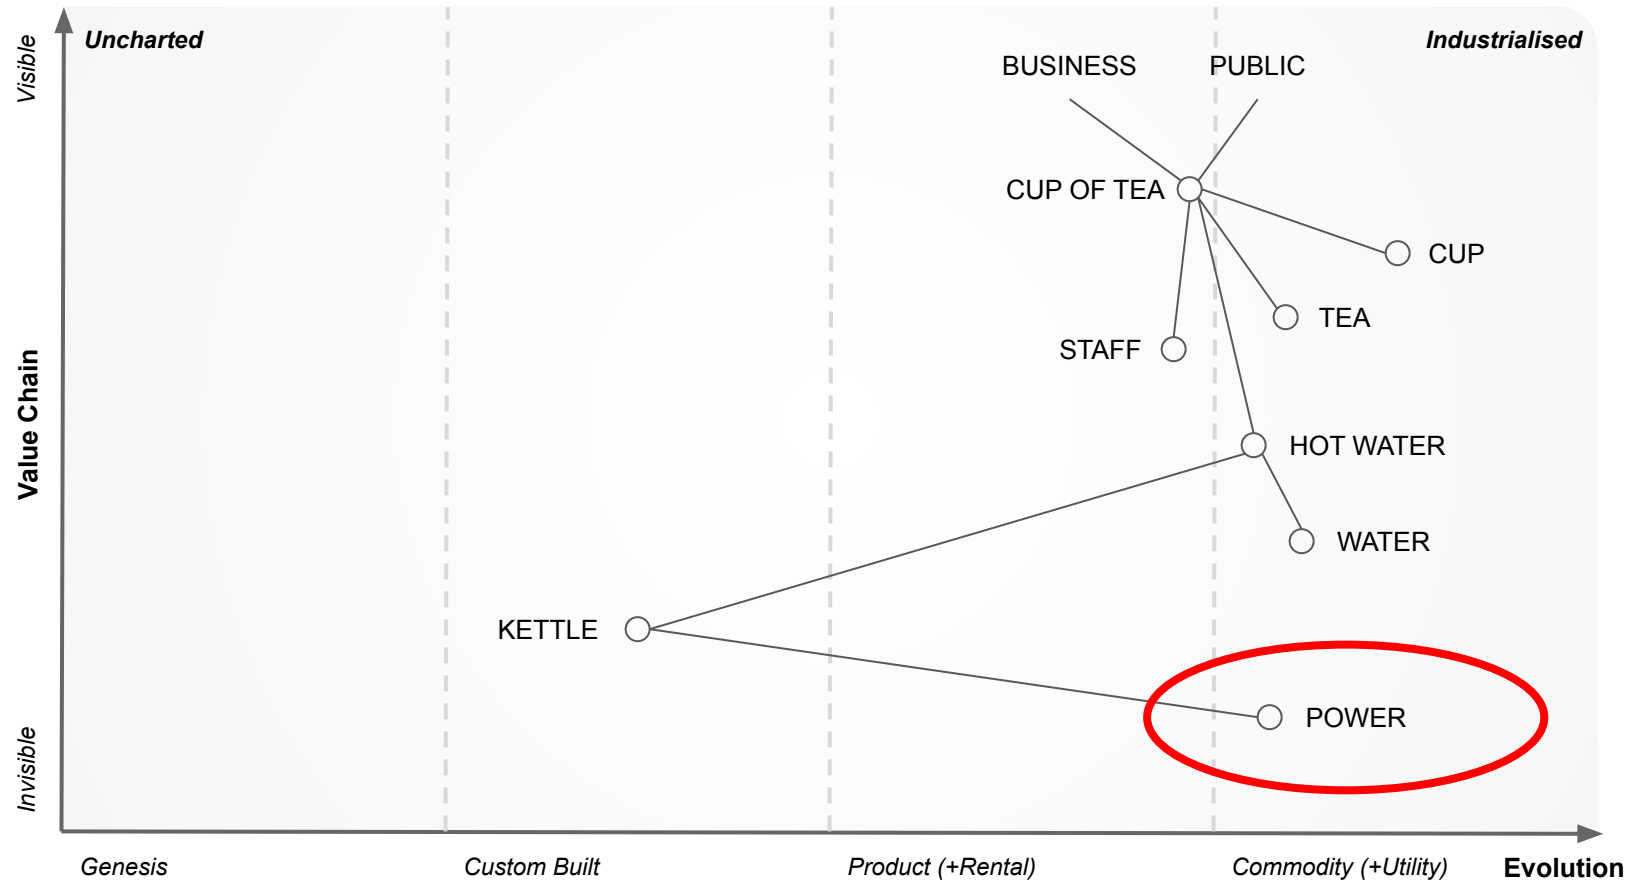 Uncharted
Industrialised
Visible
BUSINESS
PUBLIC
CUP OF TEA
CUP
TEA
STAFF
Value Chain
HOT WATER
WATER
KETTLE
POWER
Invisible
Genesis
Custom Built
Product (+Rental)
Commodity (+Utility)
Evolution